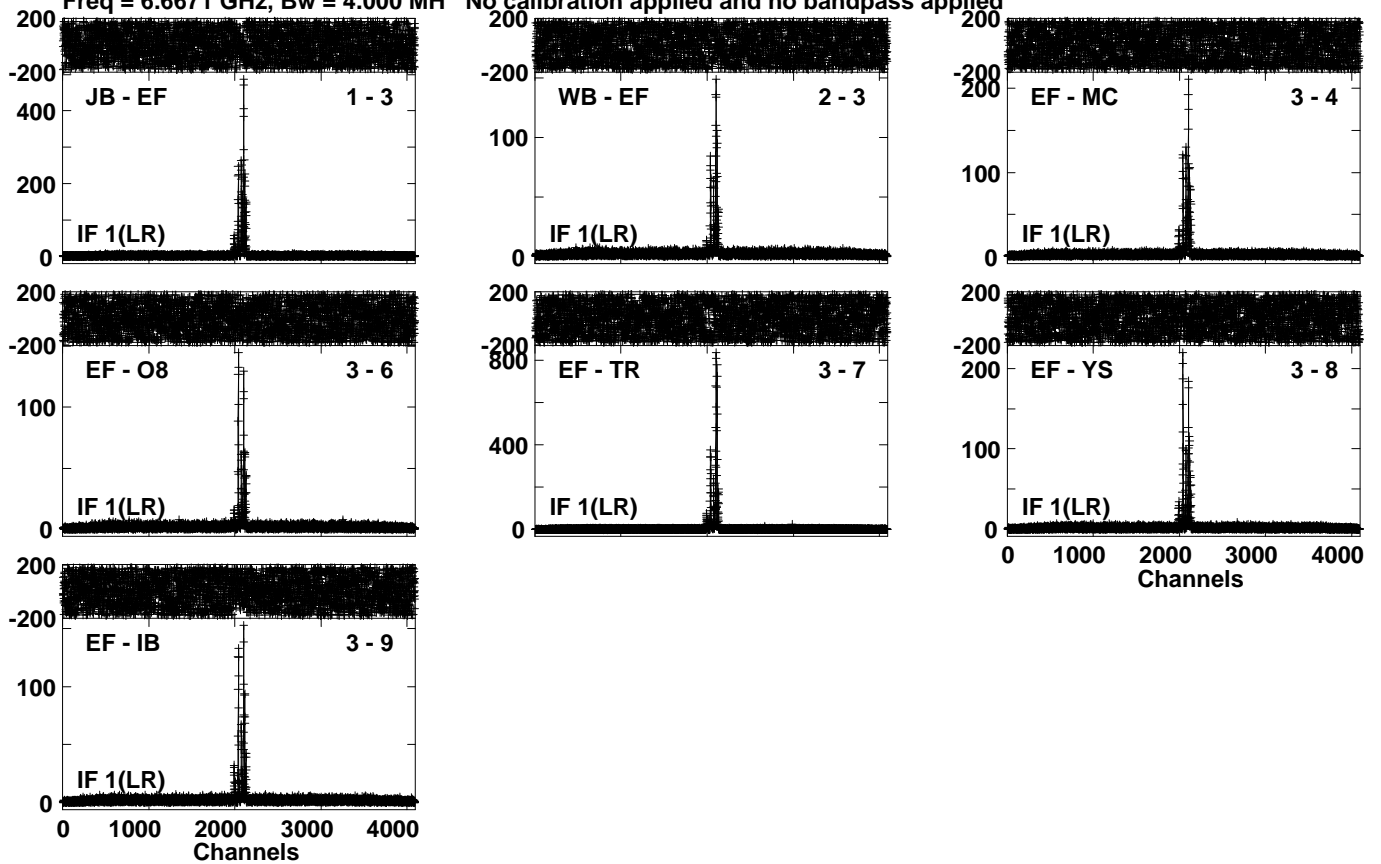 Freq = 6.6671 GHz, Bw = 4.000 MH No calibration applied and no bandpass applied
200
-200
JB - EF 1 - 3
400
200
0
IF 1(LR)
200
-200
WB - EF 2 - 3
100
0
IF 1(LR)
200
-200
EF - MC 3 - 4
200
100
0
IF 1(LR)
200
-200
EF - O8 3 - 6
100
0
IF 1(LR)
200
-200
EF - TR 3 - 7
800
400
0
IF 1(LR)
200
-200
EF - YS 3 - 8
200
100
0
IF 1(LR)
0 1000 2000 3000 4000
Channels
200
-200
EF - IB 3 - 9
100
0
IF 1(LR)
0 1000 2000 3000 4000
Channels